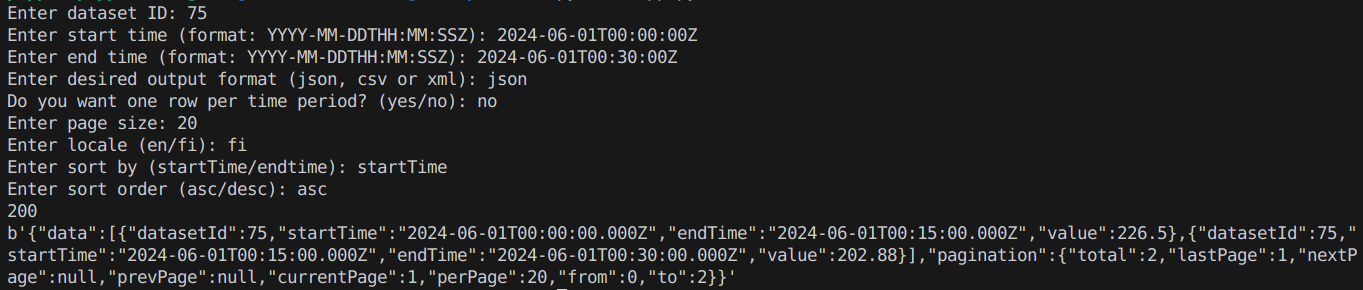 Enter dataset ID: 75
Enter start time (format: YYYY-MM-DDTHH:MM:SSZ): 2024-06-01T00:00:00Z
Enter end time (format: YYYY-MM-DDTHH:MM:SSZ): 2024-06-01T00:30:00Z
Enter desired output format (json, csv or xml): json
Do you want one row per time period? (yes/no): no
Enter page size: 20
Enter locale (en/fi): fi
Enter sort by (startTime/endtime): startTime
Enter sort order (asc/desc): asc
200
b'{"data":[{"datasetId":75,"startTime":"2024-06-01T00:00:00.000Z","endTime":"2024-06-01T00:15:00.000Z","value":226.5},{"datasetId":75,"
startTime":"2024-06-01T00:15:00.000Z","endTime":"2024-06-01T00:30:00.000Z","value":202.88}],"pagination":{"total":2,"lastPage":1,"nextP
age":null,"prevPage":null,"currentPage":1,"perPage":20,"from":0,"to":2}}'